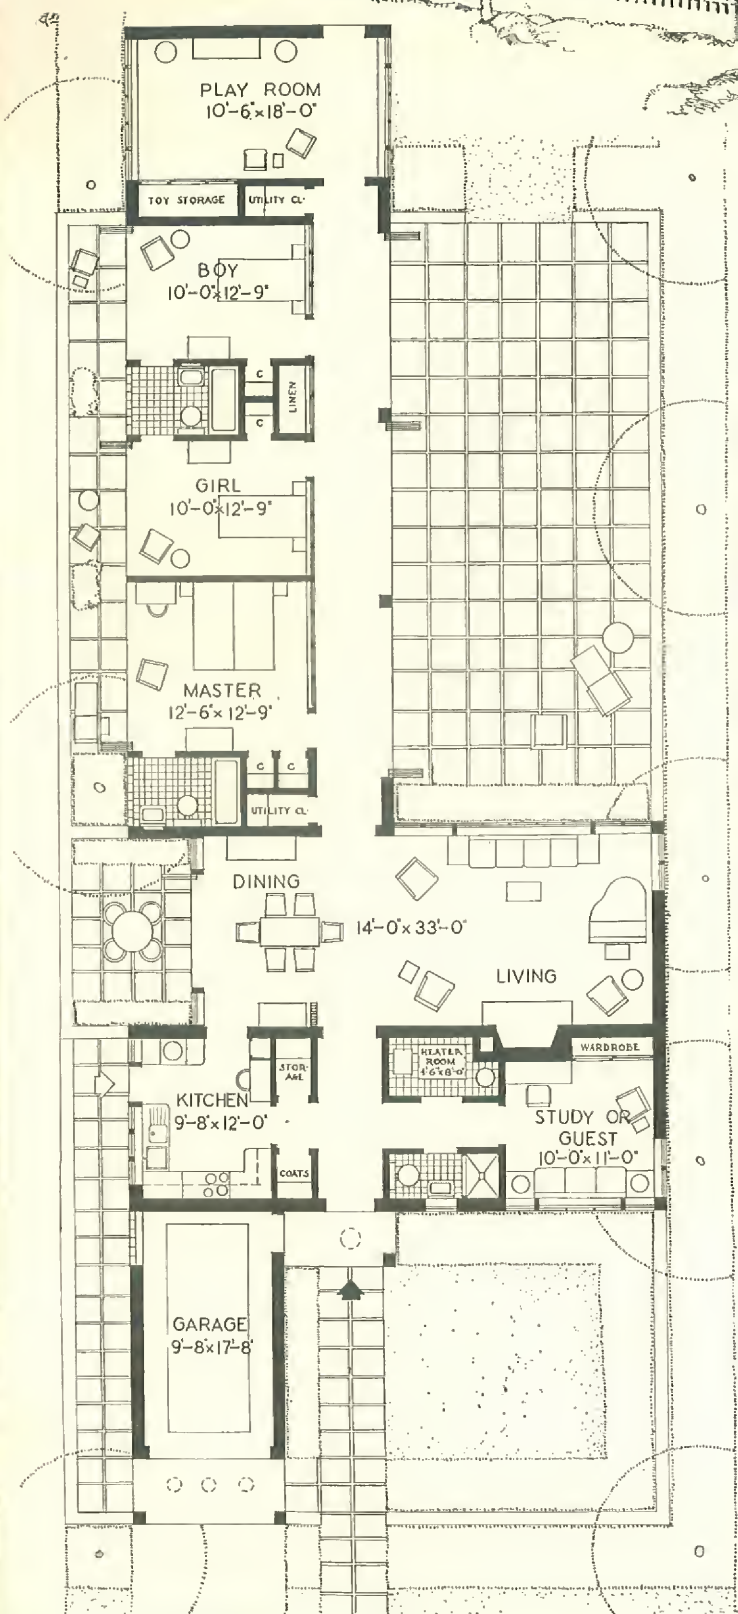 PLAY ROOM
10'-6"x18'-0"
TOY STORAGE
UTILITY CL.
BOY
10'-0"x12'-9"
C
C
LINEN
GIRL
10'-0"x12'-9"
MASTER
12'-6"x12'-9"
C
C
UTILITY CL.
DINING
14'-0"x33'-0"
LIVING
HEATER
ROOM
4'6"x8'-0"
WARDROBE
STOR-
AGE
KITCHEN
9'-8"x12'-0"
STUDY OR
GUEST
10'-0"x11'-0"
COATS
GARAGE
9'-8"x17'-8"